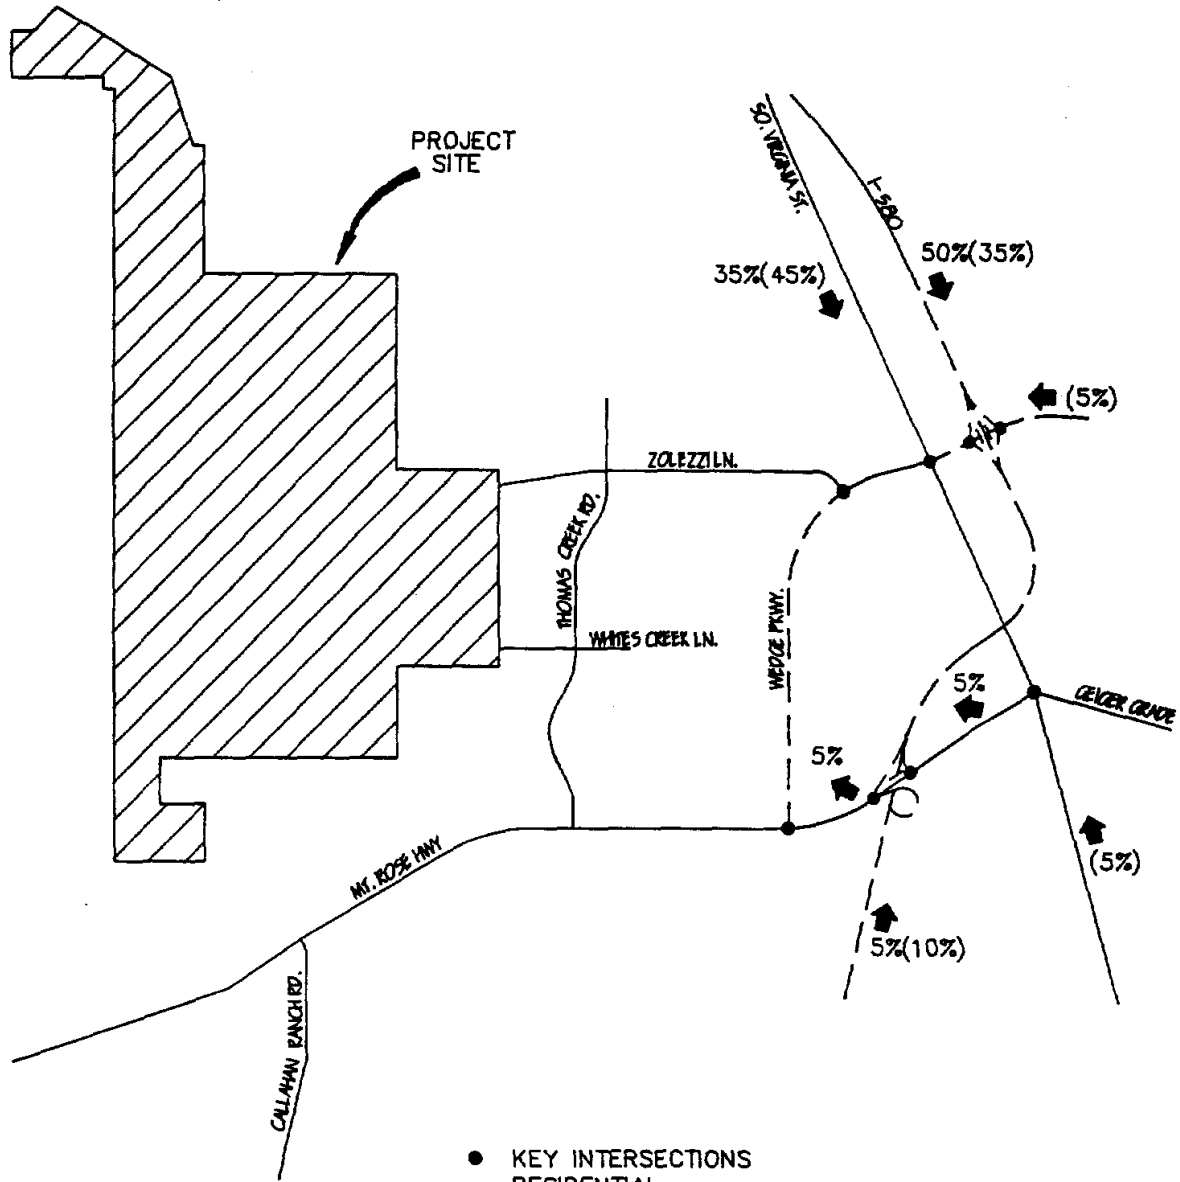 PROJECT
SITE
SO. VIRGINIA ST.
I-580
50%(35%)
35%(45%)
(5%)
ZOLEZZI LN.
THOMAS CREEK RD.
WHITES CREEK LN.
WEDGE PKWY.
5%
GEIGER GRADE
5%
(5%)
MT. ROSE HWY
5%(10%)
CALLAHAN RANCH RD.
KEY INTERSECTIONS
RESIDENTIAL